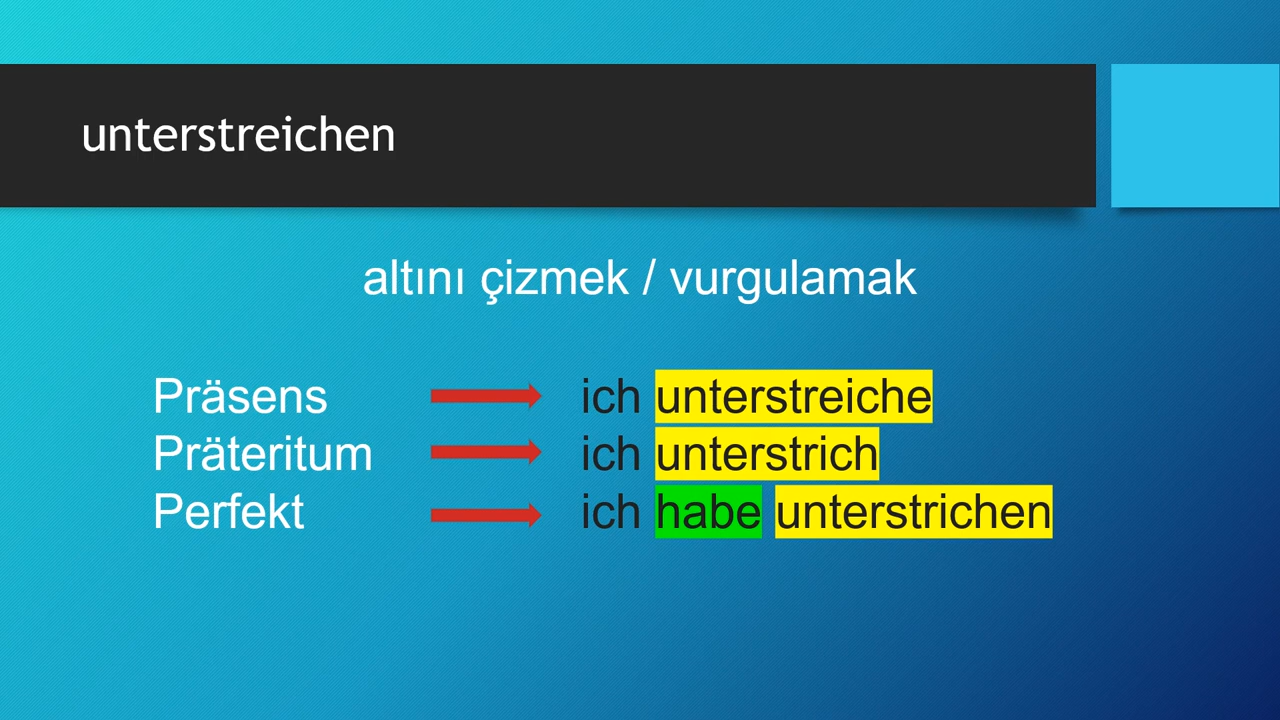 unterstreichen
altını çizmek / vurgulamak
Präsens ich unterstreiche
Präteritum ich unterstrich
Perfekt ich habe unterstrichen